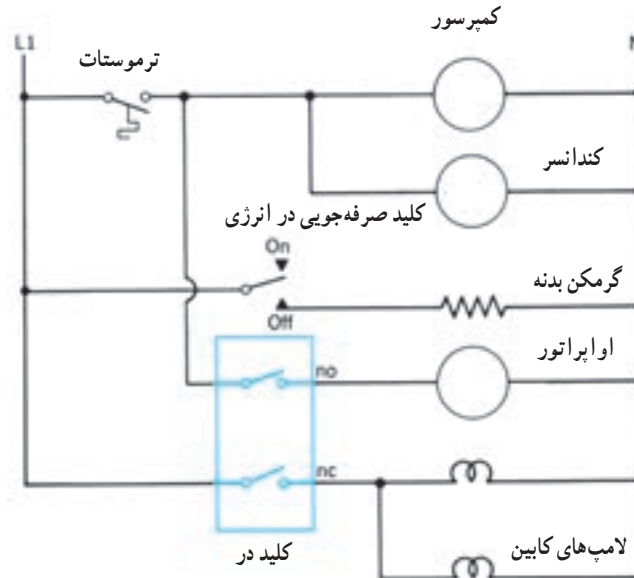 کمپرسور
L1
N
ترموستات
کندانسر
کلید صرفه‌جویی در انرژی
On
گرمکن بدنه
Off
اواپراتور
no
nc
لامپ‌های کابین
کلید در